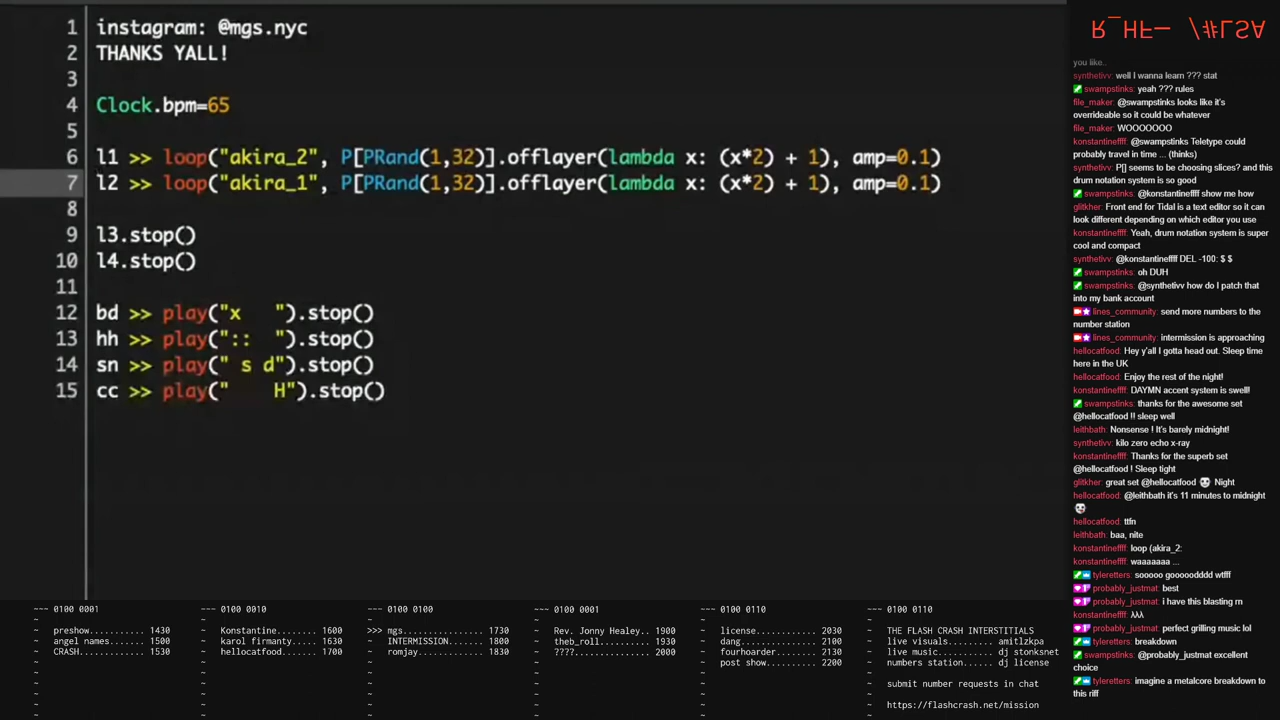 1 instagram: @mgs.nyc
2 THANKS YALL!
3
4 Clock.bpm=65
5
6 l1 >> loop("akira_2", P[PRand(1,32)].offlayer(lambda x: (x*2) + 1), amp=0.1)
7 l2 >> loop("akira_1", P[PRand(1,32)].offlayer(lambda x: (x*2) + 1), amp=0.1)
8
9 l3.stop()
10 l4.stop()
11
12 bd >> play("x   ").stop()
13 hh >> play("::  ").stop()
14 sn >> play(" s d").stop()
15 cc >> play("    H").stop()
you like..
synthetivv: well I wanna learn ??? stat
swampstinks: yeah ??? rules
file_maker: @swampstinks looks like it's
overrideable so it could be whatever
file_maker: WOOOOOOO
konstantineffff: @swampstinks Teletype could
probably travel in time ... (thinks)
synthetivv: P[] seems to be choosing slices? and this
drum notation system is so good
swampstinks: @konstantineffff show me how
glitkher: Front end for Tidal is a text editor so it can
look different depending on which editor you use
konstantineffff: Yeah, drum notation system is super
cool and compact
synthetivv: @konstantineffff DEL -100: $ $
swampstinks: oh DUH
swampstinks: @synthetivv how do I patch that
into my bank account
lines_community: send more numbers to the
number station
lines_community: intermission is approaching
hellocatfood: Hey y'all I gotta head out. Sleep time
here in the UK
hellocatfood: Enjoy the rest of the night!
konstantineffff: DAYMN accent system is swell!
swampstinks: thanks for the awesome set
@hellocatfood !! sleep well
leithbath: Nonsense ! It's barely midnight!
synthetivv: kilo zero echo x-ray
konstantineffff: Thanks for the superb set
@hellocatfood ! Sleep tight
glitkher: great set @hellocatfood Night
hellocatfood: @leithbath it's 11 minutes to midnight
hellocatfood: ttfn
leithbath: baa, nite
konstantineffff: loop (akira_2:
konstantineffff: waaaaaaa ...
tyleretters: sooooo goooodddd wtfff
probably_justmat: best
probably_justmat: i have this blasting rn
konstantineffff: λλλ
probably_justmat: perfect grilling music lol
tyleretters: breakdown
swampstinks: @probably_justmat excellent
choice
tyleretters: imagine a metalcore breakdown to
this riff
~~~ 0100 0001
preshow........... 1430
angel names....... 1500
CRASH............. 1530
~~~ 0100 0010
Konstantine....... 1600
karol firmanty.... 1630
hellocatfood...... 1700
~~~ 0100 0100
>>> mgs............... 1730
INTERMISSION...... 1800
romjay............ 1830
~~~ 0100 0001
Rev. Jonny Healey.. 1900
theb_roll.......... 1930
????............... 2000
~~~ 0100 0110
license........... 2030
dang.............. 2100
fourhoarder....... 2130
post show......... 2200
~~~ 0100 0110
THE FLASH CRASH INTERSTITIALS
live visuals...... amitlzkpa
live music........ dj stonksnet
numbers station... dj license
submit number requests in chat
https://flashcrash.net/mission